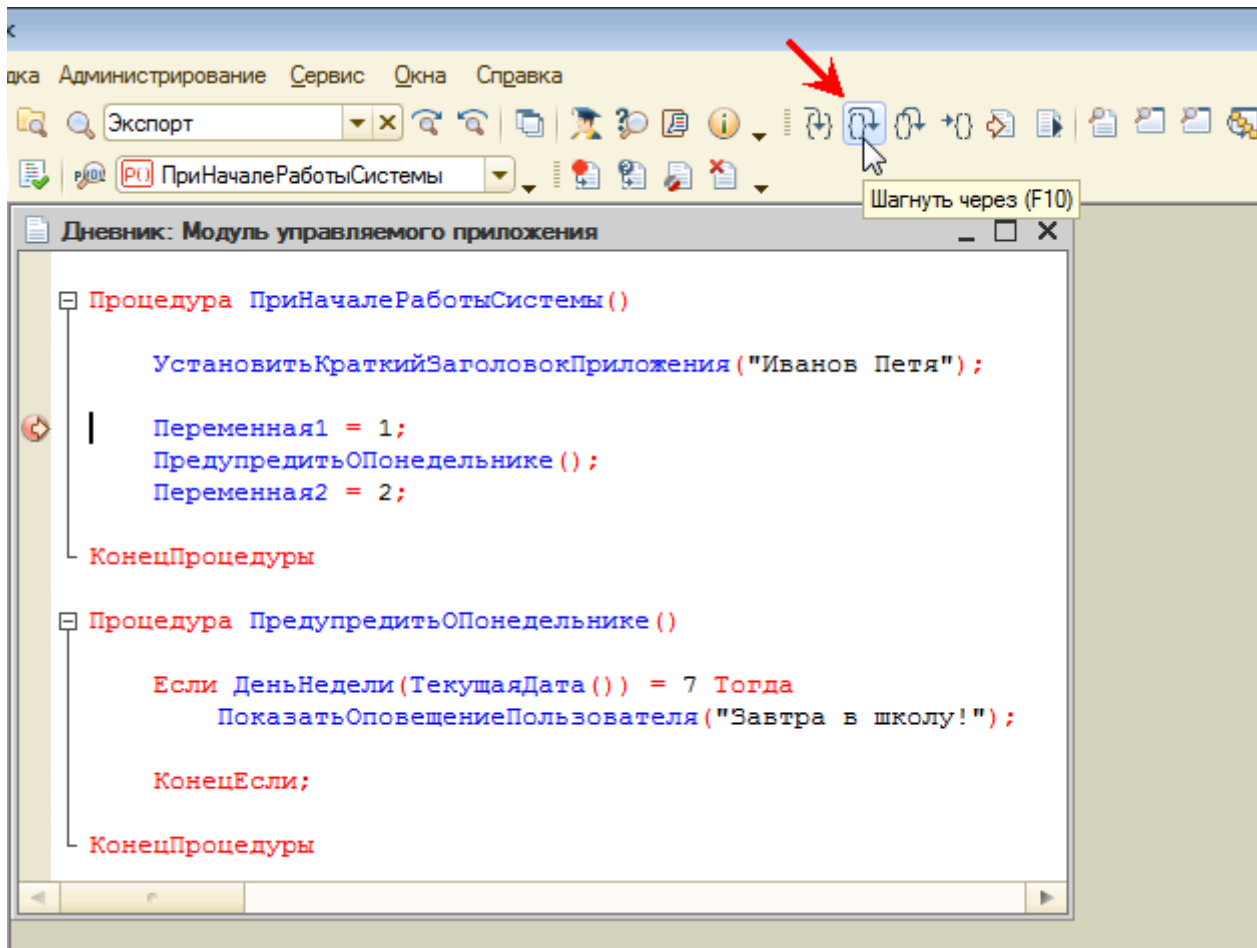 дка Администрирование Сервис Окна Справка
Экспорт
P() ПриНачалеРаботыСистемы
Шагнуть через (F10)
Дневник: Модуль управляемого приложения
Процедура ПриНачалеРаботыСистемы()
УстановитьКраткийЗаголовокПриложения("Иванов Петя");
Переменная1 = 1;
ПредупредитьОПонедельнике();
Переменная2 = 2;
КонецПроцедуры
Процедура ПредупредитьОПонедельнике()
Если ДеньНедели(ТекущаяДата()) = 7 Тогда
ПоказатьОповещениеПользователя("Завтра в школу!");
КонецЕсли;
КонецПроцедуры